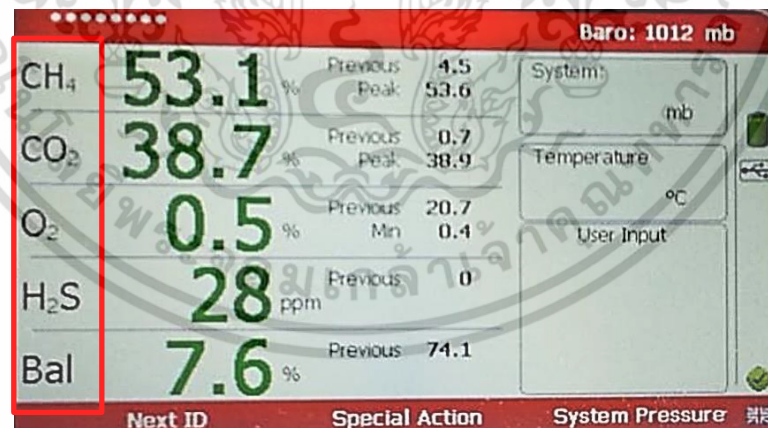 Baro: 1012 mb
CH₄ 53.1 % Previous 4.5
Peak 53.6
CO₂ 38.7 % Previous 0.7
Peak 38.9
O₂ 0.5 % Previous 20.7
Min 0.4
H₂S 28 ppm Previous 0
Bal 7.6 % Previous 74.1
System:
mb
Temperature
°C
User Input
Next ID Special Action System Pressure